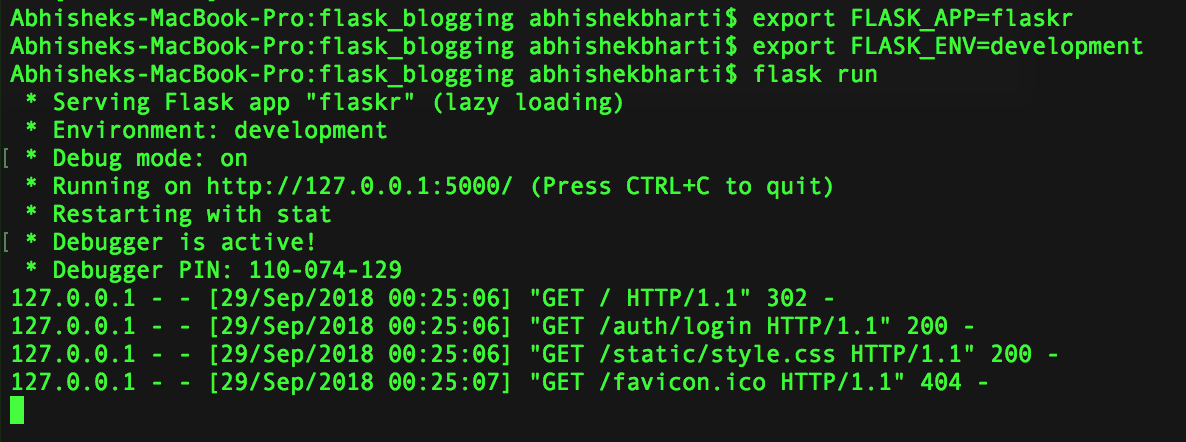 Abhisheks-MacBook-Pro:flask_blogging abhishekbharti$ export FLASK_APP=flaskr
Abhisheks-MacBook-Pro:flask_blogging abhishekbharti$ export FLASK_ENV=development
Abhisheks-MacBook-Pro:flask_blogging abhishekbharti$ flask run
 * Serving Flask app "flaskr" (lazy loading)
 * Environment: development
[ * Debug mode: on
 * Running on http://127.0.0.1:5000/ (Press CTRL+C to quit)
 * Restarting with stat
[ * Debugger is active!
 * Debugger PIN: 110-074-129
127.0.0.1 - - [29/Sep/2018 00:25:06] "GET / HTTP/1.1" 302 -
127.0.0.1 - - [29/Sep/2018 00:25:06] "GET /auth/login HTTP/1.1" 200 -
127.0.0.1 - - [29/Sep/2018 00:25:06] "GET /static/style.css HTTP/1.1" 200 -
127.0.0.1 - - [29/Sep/2018 00:25:07] "GET /favicon.ico HTTP/1.1" 404 -